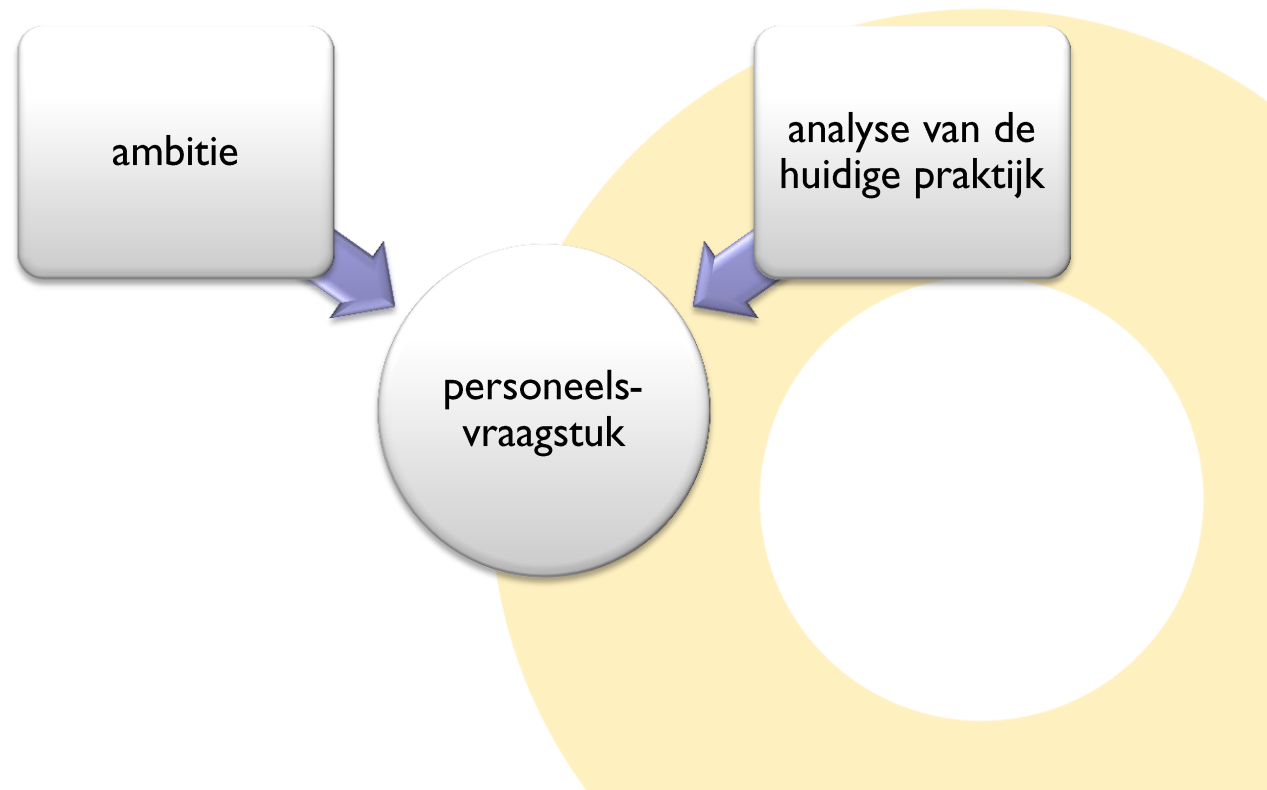 ambitie
analyse van de
huidige praktijk
personeels-
vraagstuk